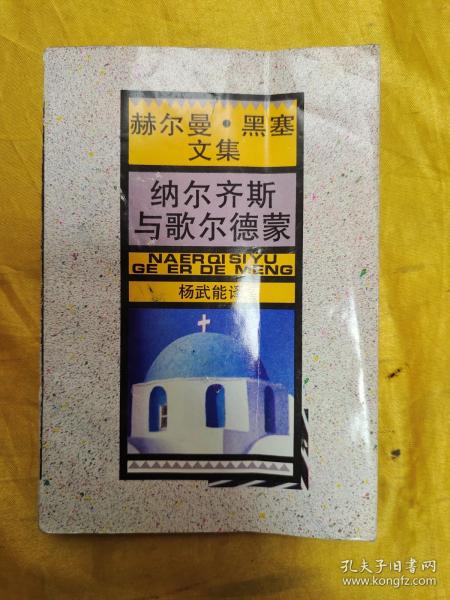 赫尔曼·黑塞
文集
纳尔齐斯
与歌尔德蒙
NAERQISIYU
GE ER DE MENG
杨武能译
孔夫子旧书网
www.kongfz.com